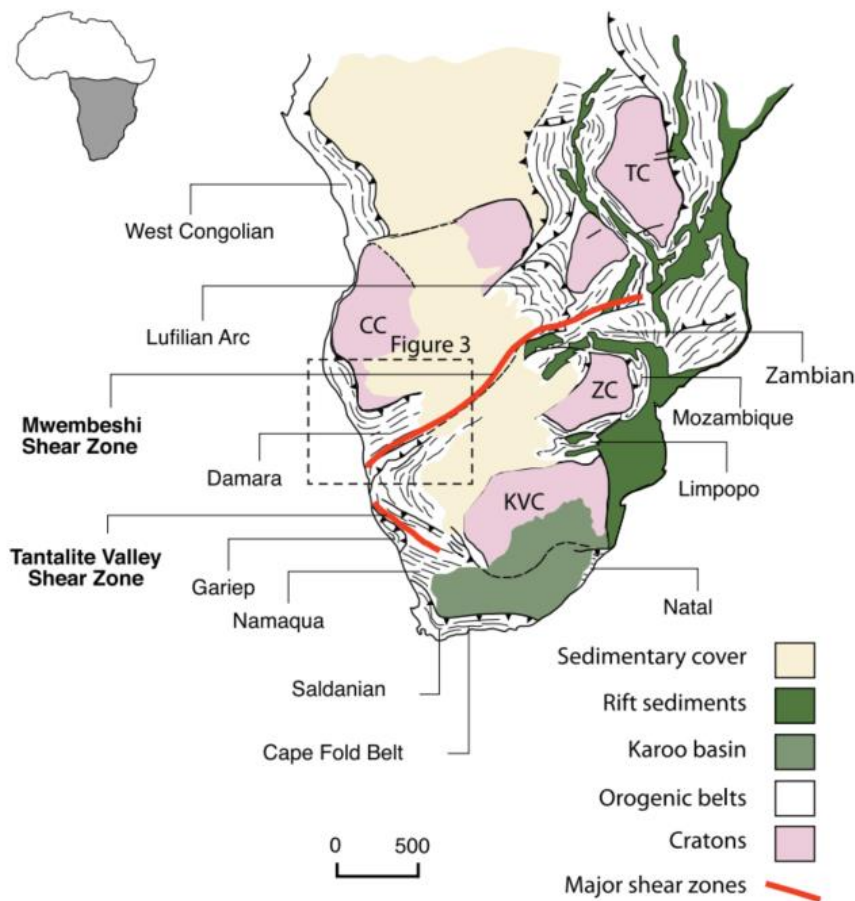 TC
West Congolian
Lufilian Arc
CC
Figure 3
Zambian
ZC
Mwembeshi
Shear Zone
Mozambique
Damara
Limpopo
KVC
Tantalite Valley
Shear Zone
Gariep
Namaqua
Natal
Saldanian
Cape Fold Belt
Sedimentary cover
Rift sediments
Karoo basin
Orogenic belts
Cratons
Major shear zones
0 500